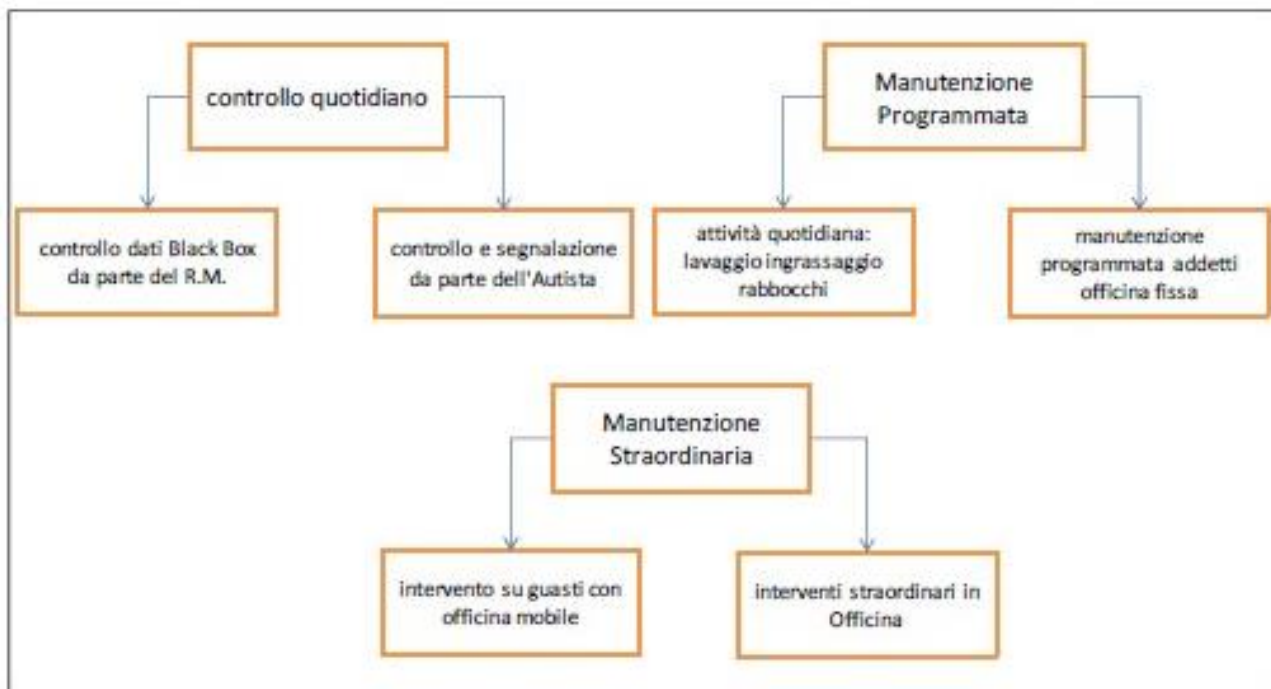 controllo quotidiano
Manutenzione
Programmata
controllo dati Black Box
da parte del R.M.
controllo e segnalazione
da parte dell'Autista
attività quotidiana:
lavaggio ingrassaggio
rabbocchi
manutenzione
programmata addetti
officina fissa
Manutenzione
Straordinaria
intervento su guasti con
officina mobile
interventi straordinari in
Officina